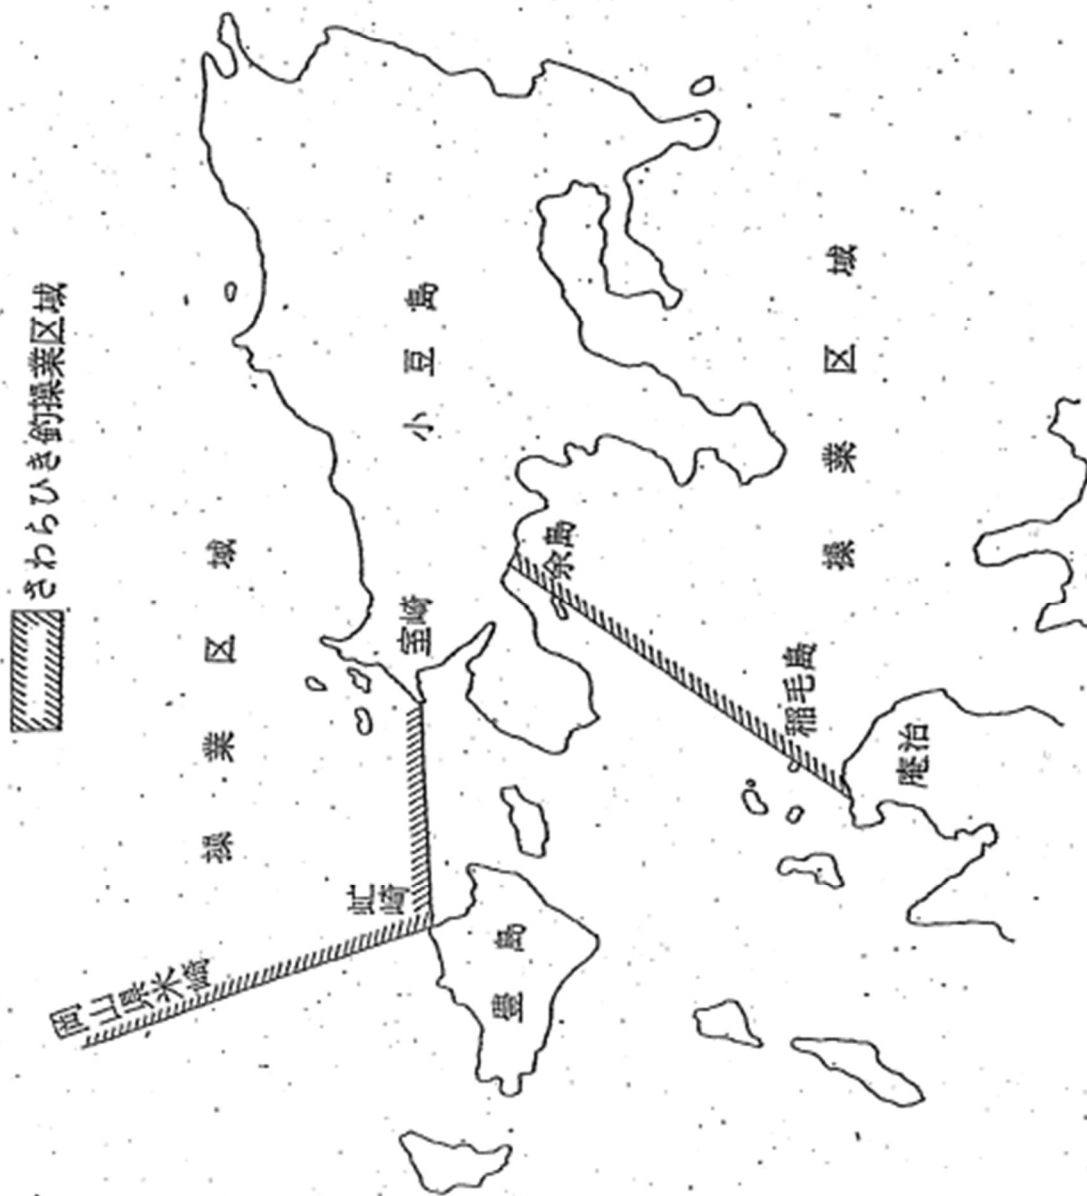 さわらひき釣操業区域
岡山県米崎
操業区域
虻崎
室崎
小豆島
豊島
余島
稲毛島
庵治
操業区域